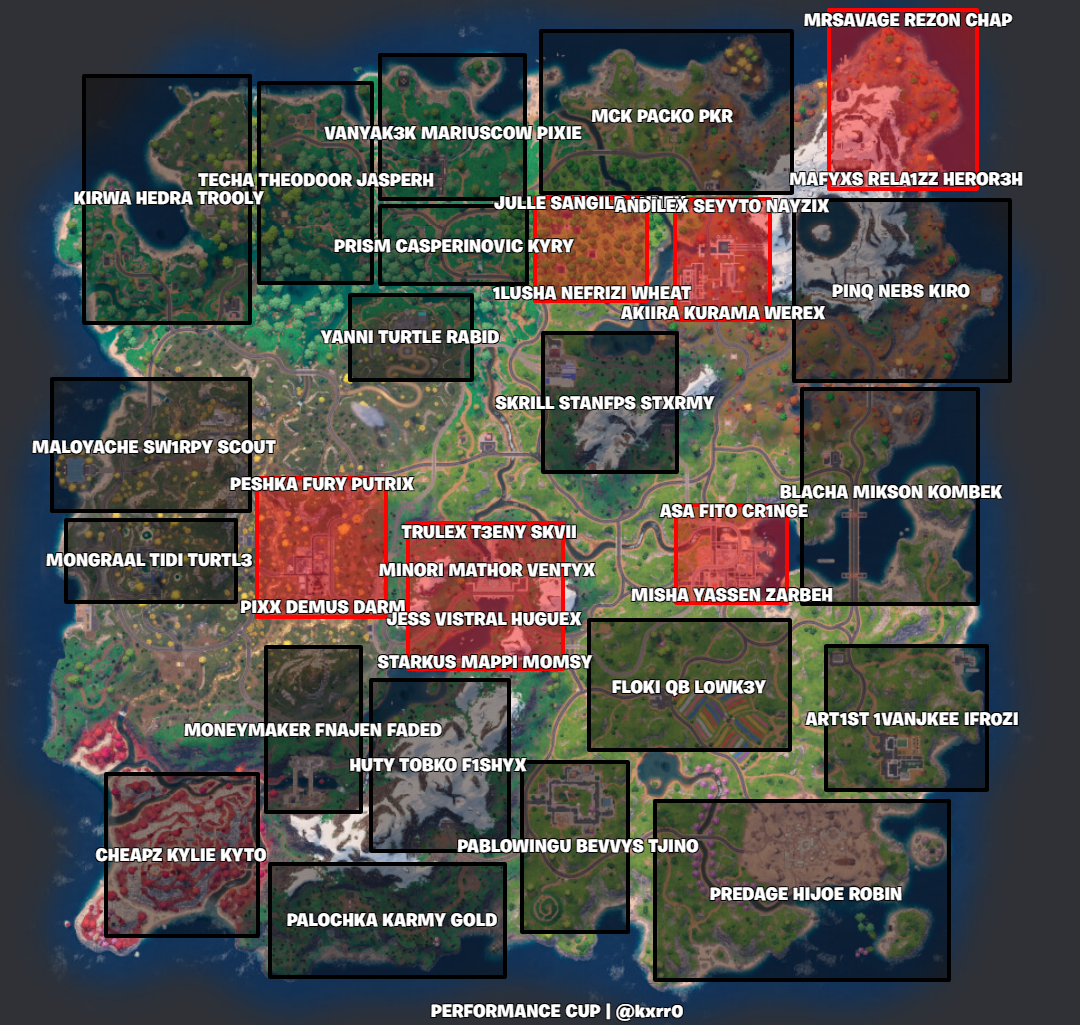 MRSAVAGE REZON CHAP
MCK PACKO PKR
VANYAK3K MARIUSCOW PIXIE
TECHA THEODOOR JASPERH
MAFYXS RELA1ZZ HEROR3H
KIRWA HEDRA TROOLY
JULLE
ANDILEX SEYYTO NAYZIX
PRISM CASPERINOVIC KYRY
1LUSHA NEFRIZI WHEAT
PINQ NEBS KIRO
AKIIRA KURAMA WEREX
YANNI TURTLE RABID
SKRILL STANFPS STXRMY
MALOYACHE SW1RPY SCOUT
PESHKA FURY PUTRIX
BLACHA MIKSON KOMBEK
ASA FITO CR1NGE
TRULEX T3ENY SKVII
MONGRAAL TIDI TURTL3
MINORI MATHOR VENTYX
MISHA YASSEN ZARBEH
PIXX DEMUS DARM
JESS VISTRAL HUGUEX
STARKUS MAPPI MOMSY
FLOKI QB LOWK3Y
ART1ST 1VANJKEE IFROZI
MONEYMAKER FNAJEN FADED
HUTY TOBKO F1SHYX
PABLOWINGU BEVVYS TJINO
CHEAPZ KYLIE KYTO
PREDAGE HIJOE ROBIN
PALOCHKA KARMY GOLD
PERFORMANCE CUP | @kxrr0